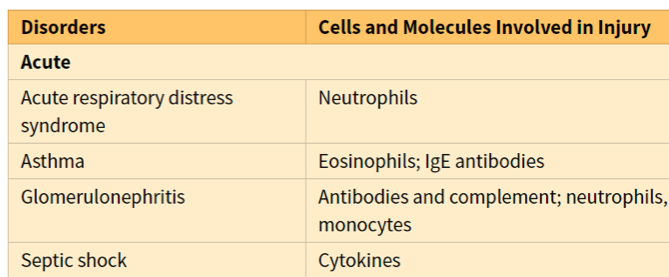 Disorders Cells and Molecules Involved in Injury
Acute
Acute respiratory distress Neutrophils
syndrome
Asthma Eosinophils; IgE antibodies
Glomerulonephritis Antibodies and complement; neutrophils,
monocytes
Septic shock Cytokines